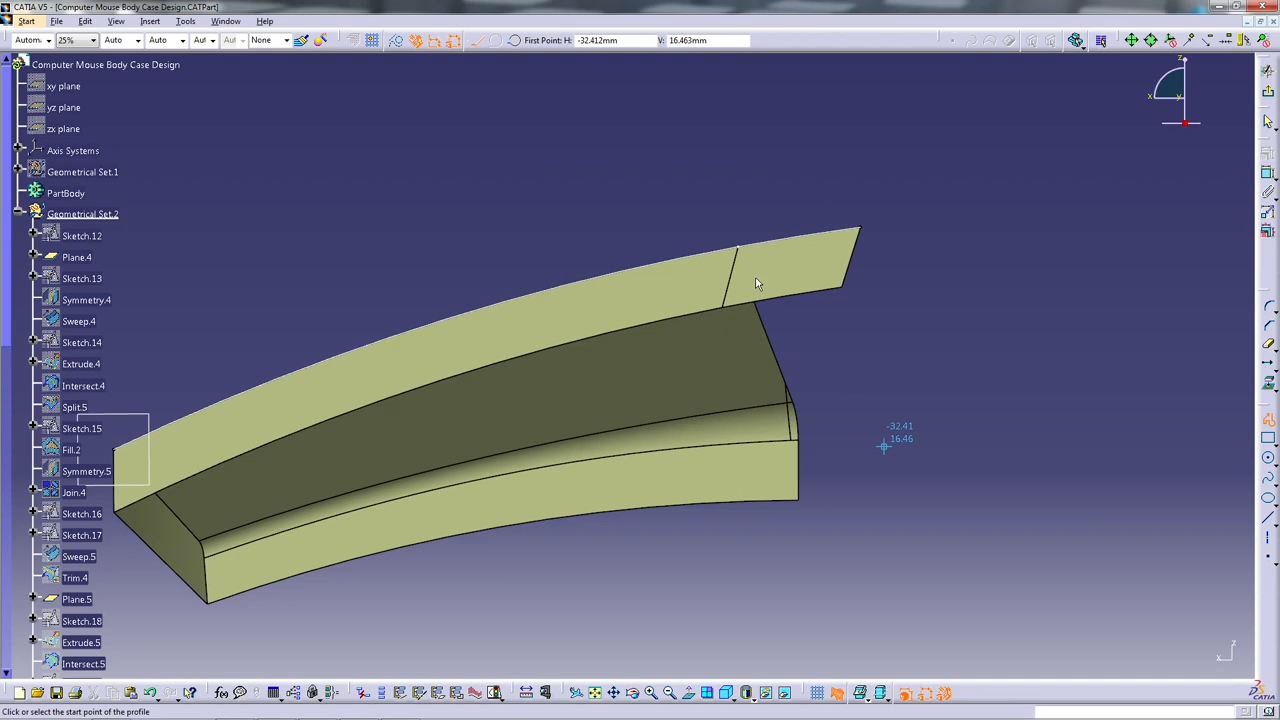 CATIA V5 - [Computer Mouse Body Case Design.CATPart]
Start File Edit View Insert Tools Window Help
Autom 25% Auto Auto Aut Aut None First Point: H: -32.412mm V: 16.463mm
Computer Mouse Body Case Design
xy plane
yz plane
zx plane
Axis Systems
Geometrical Set.1
PartBody
Geometrical Set.2
Sketch.12
Plane.4
Sketch.13
Symmetry.4
Sweep.4
Sketch.14
Extrude.4
Intersect.4
Split.5
Sketch.15
Fill.2
Symmetry.5
Join.4
Sketch.16
Sketch.17
Sweep.5
Trim.4
Plane.5
Sketch.18
Extrude.5
Intersect.5
z
x
y
-32.41
16.46
z
x
CATIA
Click or select the start point of the profile